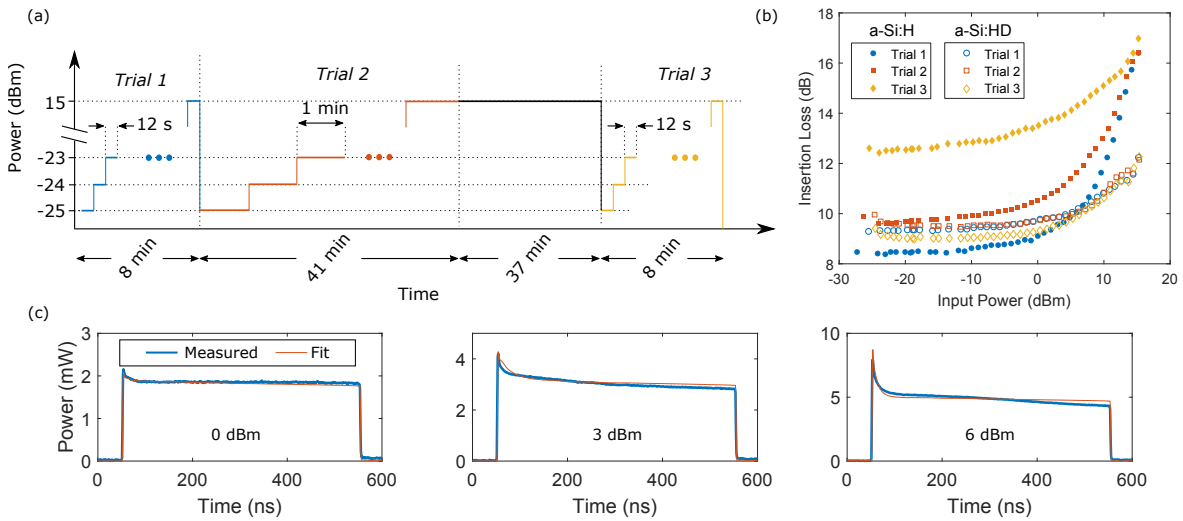 (a)
Power (dBm)
15
-23
-24
-25
Trial 1
Trial 2
Trial 3
12 s
1 min
12 s
8 min
41 min
37 min
8 min
Time
(b)
Insertion Loss (dB)
18
16
14
12
10
8
a-Si:H
a-Si:HD
Trial 1
Trial 2
Trial 3
Trial 1
Trial 2
Trial 3
-30
-20
-10
0
10
20
Input Power (dBm)
(c)
Power (mW)
3
2
1
0
Measured
Fit
0 dBm
0
200
400
600
Time (ns)
4
2
0
3 dBm
0
200
400
600
Time (ns)
10
5
0
6 dBm
0
200
400
600
Time (ns)